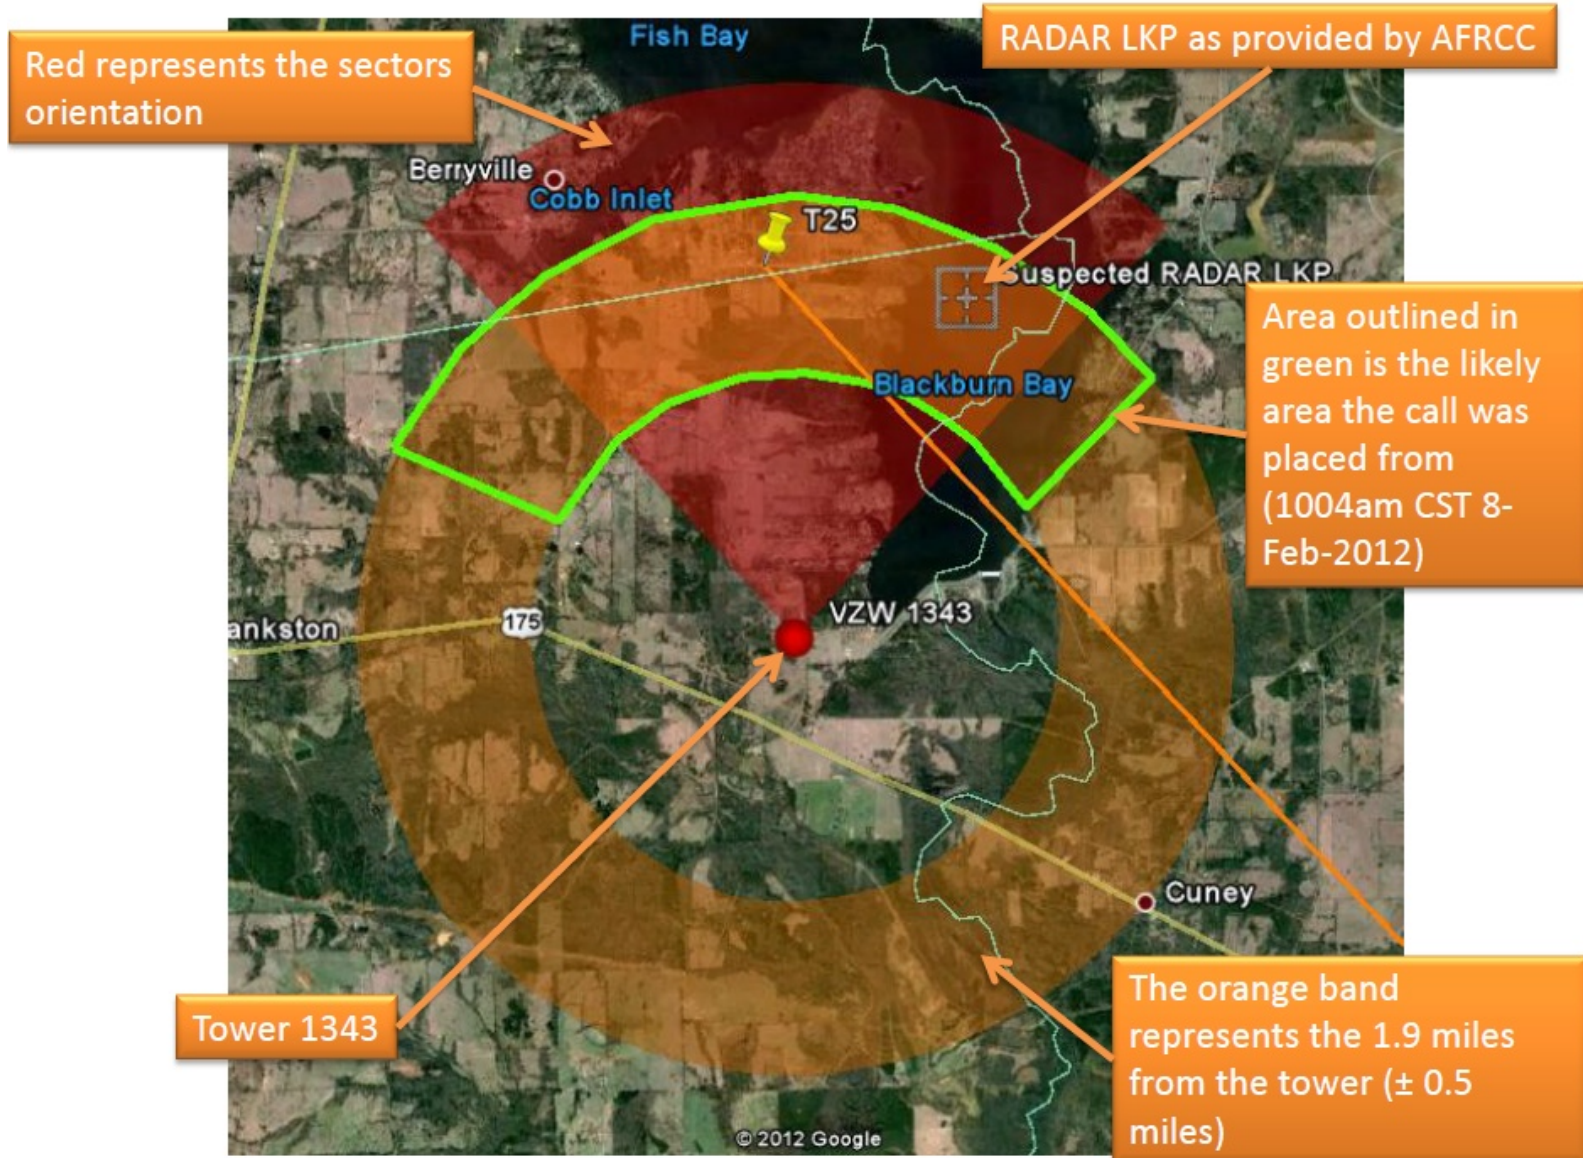 Fish Bay
RADAR LKP as provided by AFRCC
Red represents the sectors
orientation
Berryville
Cobb Inlet
T25
Suspected RADAR LKP
Area outlined in
green is the likely
area the call was
placed from
(1004am CST 8-
Feb-2012)
Blackburn Bay
175
ankston
VZW 1343
Cuney
The orange band
represents the 1.9 miles
from the tower (± 0.5
miles)
Tower 1343
© 2012 Google